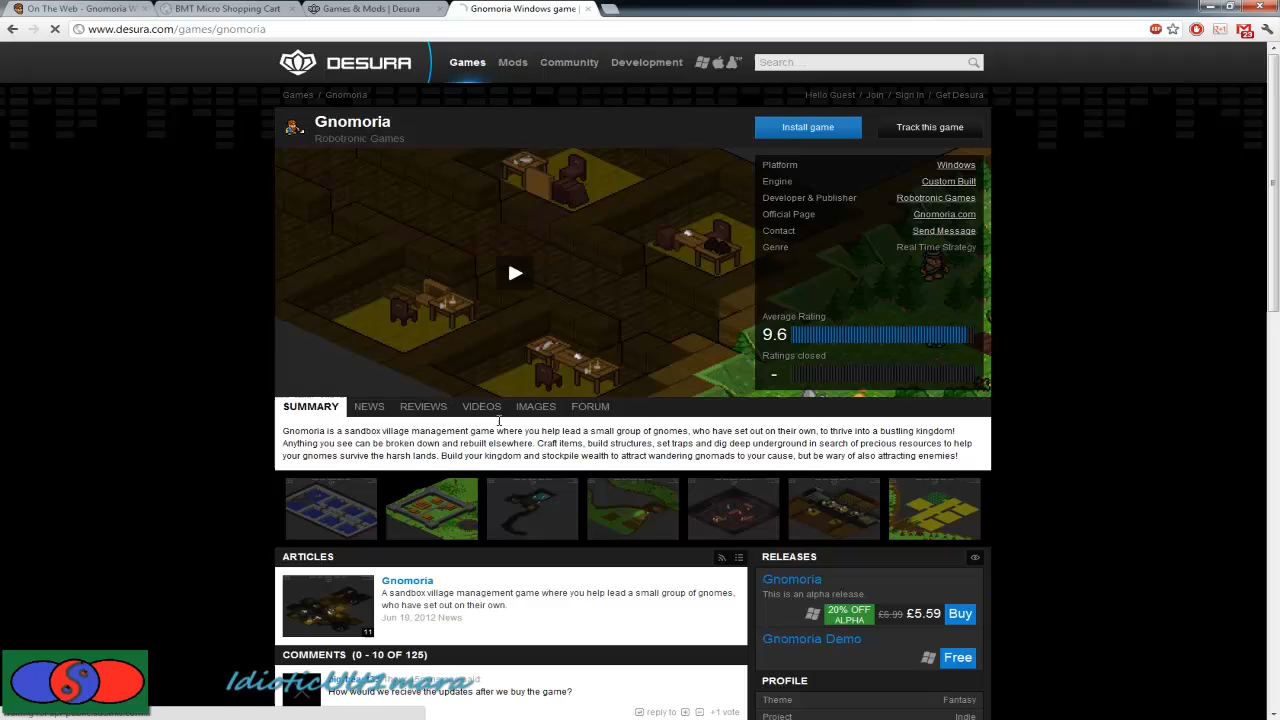 On The Web - Gnomoria W
BMT Micro Shopping Cart
Games & Mods | Desura
Gnomoria Windows game |
www.desura.com/games/gnomoria
23
DESURA
Games Mods Community Development
Search...
Games / Gnomoria
Hello Guest / Join / Sign In / Get Desura
Gnomoria
Robotronic Games
Install game
Track this game
Platform Windows
Engine Custom Built
Developer & Publisher Robotronic Games
Official Page Gnomoria.com
Contact Send Message
Genre Real Time Strategy
Average Rating
9.6
Ratings closed
-
SUMMARY NEWS REVIEWS VIDEOS IMAGES FORUM
Gnomoria is a sandbox village management game where you help lead a small group of gnomes, who have set out on their own, to thrive into a bustling kingdom!
Anything you see can be broken down and rebuilt elsewhere. Craft items, build structures, set traps and dig deep underground in search of precious resources to help
your gnomes survive the harsh lands. Build your kingdom and stockpile wealth to attract wandering gnomads to your cause, but be wary of also attracting enemies!
ARTICLES
Gnomoria
A sandbox village management game where you help lead a small group of gnomes,
who have set out on their own.
Jun 19, 2012 News
11
COMMENTS (0 - 10 OF 125)
said:
How would we recieve the updates after we buy the game?
reply to +1 vote
RELEASES
Gnomoria
This is an alpha release.
20% OFF
ALPHA
£6.99 £5.59 Buy
Gnomoria Demo
Free
PROFILE
Theme Fantasy
Project Indie